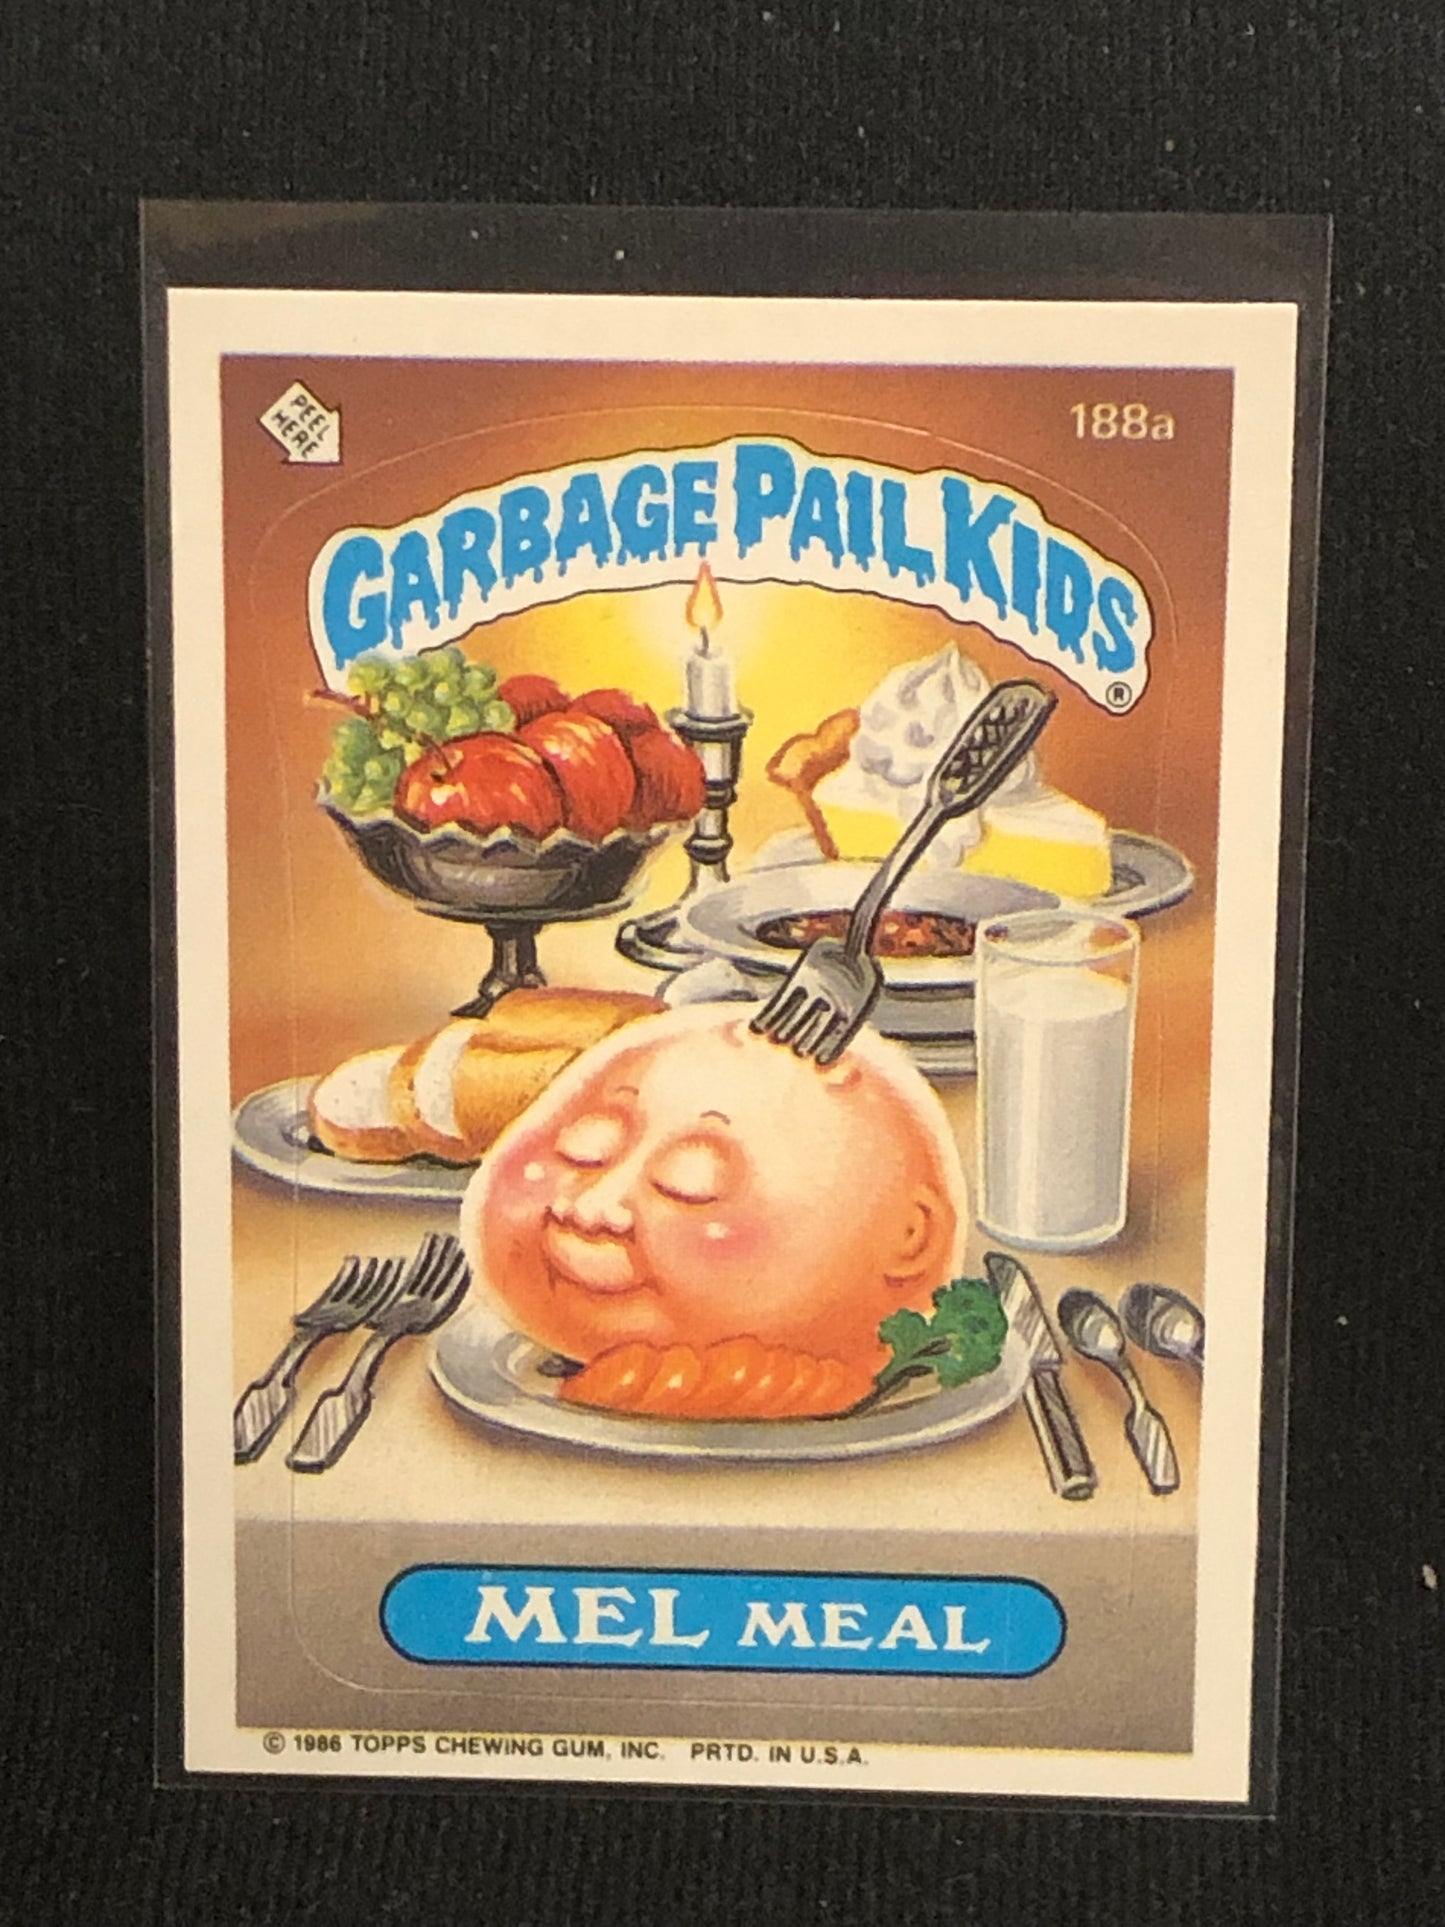 PEEL
HERE
188a
GARBAGE PAIL KIDS
®
MEL MEAL
© 1986 TOPPS CHEWING GUM, INC. PRTD. IN U.S.A.